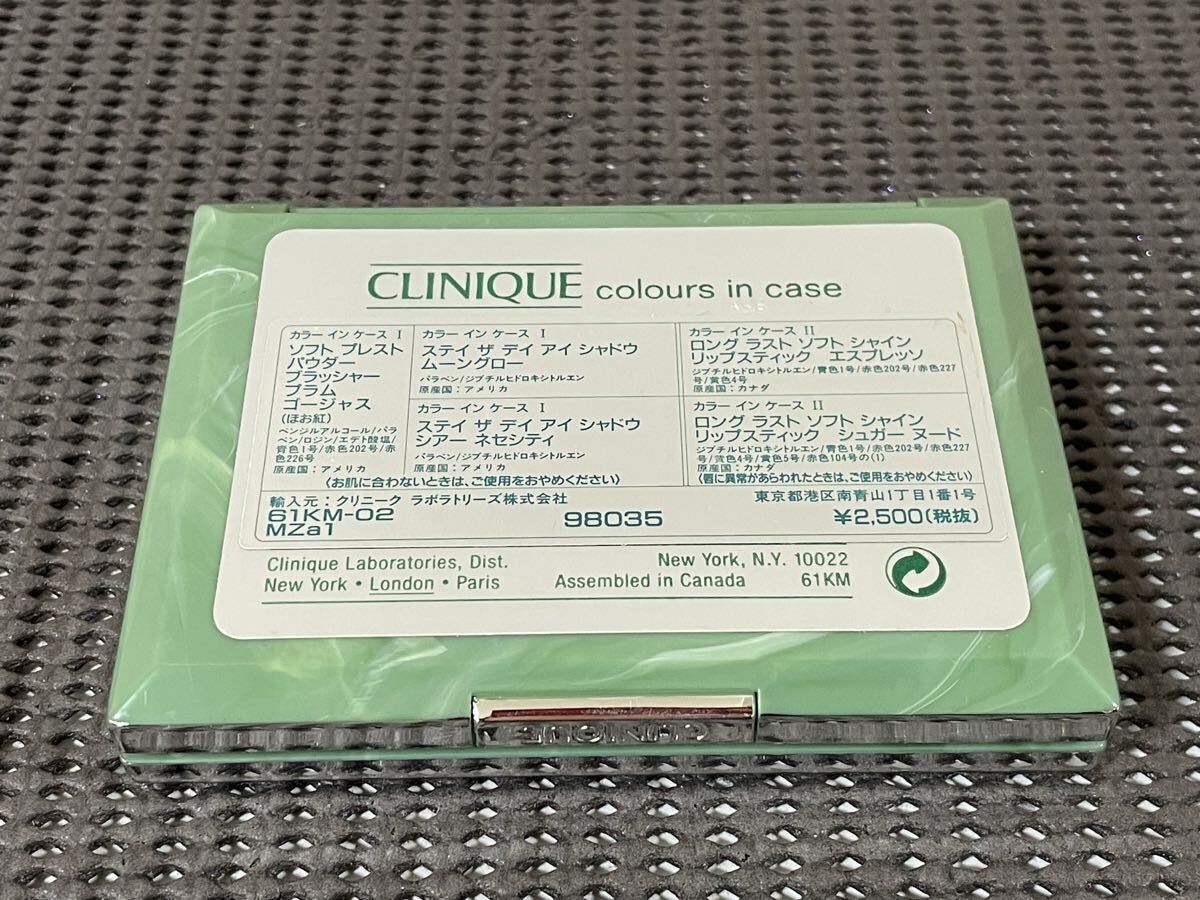 CLINIQUE colours in case
カラー イン ケース I
ソフト プレスト
パウダー
ブラッシャー
プラム
ゴージャス
(ほお紅)
ベンジルアルコール/パラ
ベン/ロジン/エデト酸塩/
青色1号/赤色202号/赤
色226号
原産国：アメリカ
カラー イン ケース I
ステイ ザ デイ アイ シャドウ
ムーングロー
パラベン/ジブチルヒドロキシトルエン
原産国：アメリカ
カラー イン ケース I
ステイ ザ デイ アイ シャドウ
シアー ネセシティ
パラベン/ジブチルヒドロキシトルエン
原産国：アメリカ
(お肌に合わないときは、ご使用をおやめください)
カラー イン ケース II
ロング ラスト ソフト シャイン
リップスティック エスプレッソ
ジブチルヒドロキシトルエン/青色1号/赤色202号/赤色227
号/黄色4号
原産国：カナダ
カラー イン ケース II
ロング ラスト ソフト シャイン
リップスティック シュガー ヌード
ジブチルヒドロキシトルエン/青色1号/赤色202号/赤色227
号/黄色4号/黄色5号/赤色104号の(1)
原産国：カナダ
(唇に異常があらわれたときは、ご使用をおやめください)
輸入元：クリニーク ラボラトリーズ株式会社 東京都港区南青山1丁目1番1号
61KM-02 98035 ¥2,500(税抜)
MZa1
Clinique Laboratories, Dist. New York, N.Y. 10022
New York • London • Paris Assembled in Canada 61KM
CLINIQUE